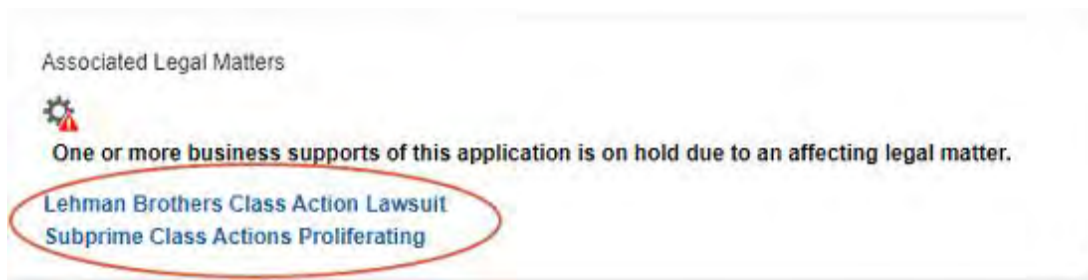 Associated Legal Matters
One or more business supports of this application is on hold due to an affecting legal matter.
Lehman Brothers Class Action Lawsuit
Subprime Class Actions Proliferating